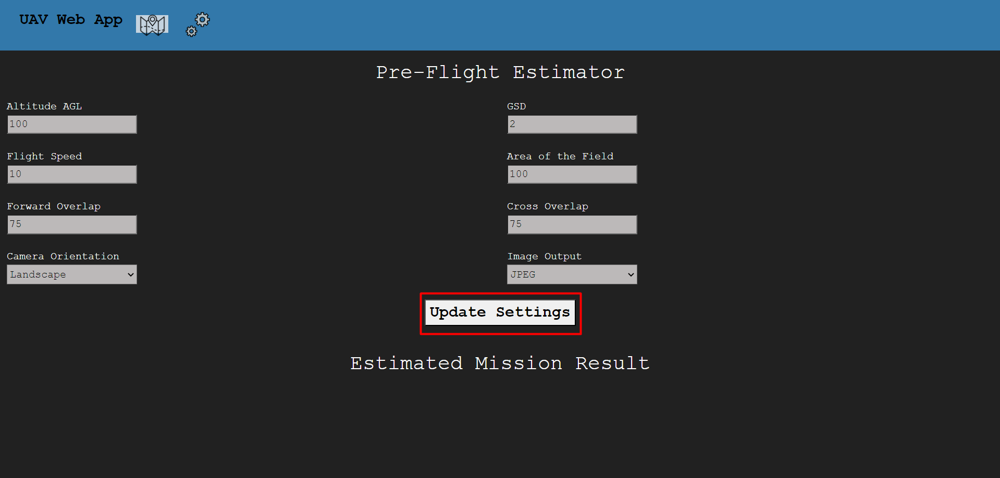 UAV Web App
Pre-Flight Estimator
Altitude AGL
GSD
100
2
Flight Speed
Area of the Field
10
100
Forward Overlap
Cross Overlap
75
75
Camera Orientation
Image Output
Landscape
JPEG
Update Settings
Estimated Mission Result